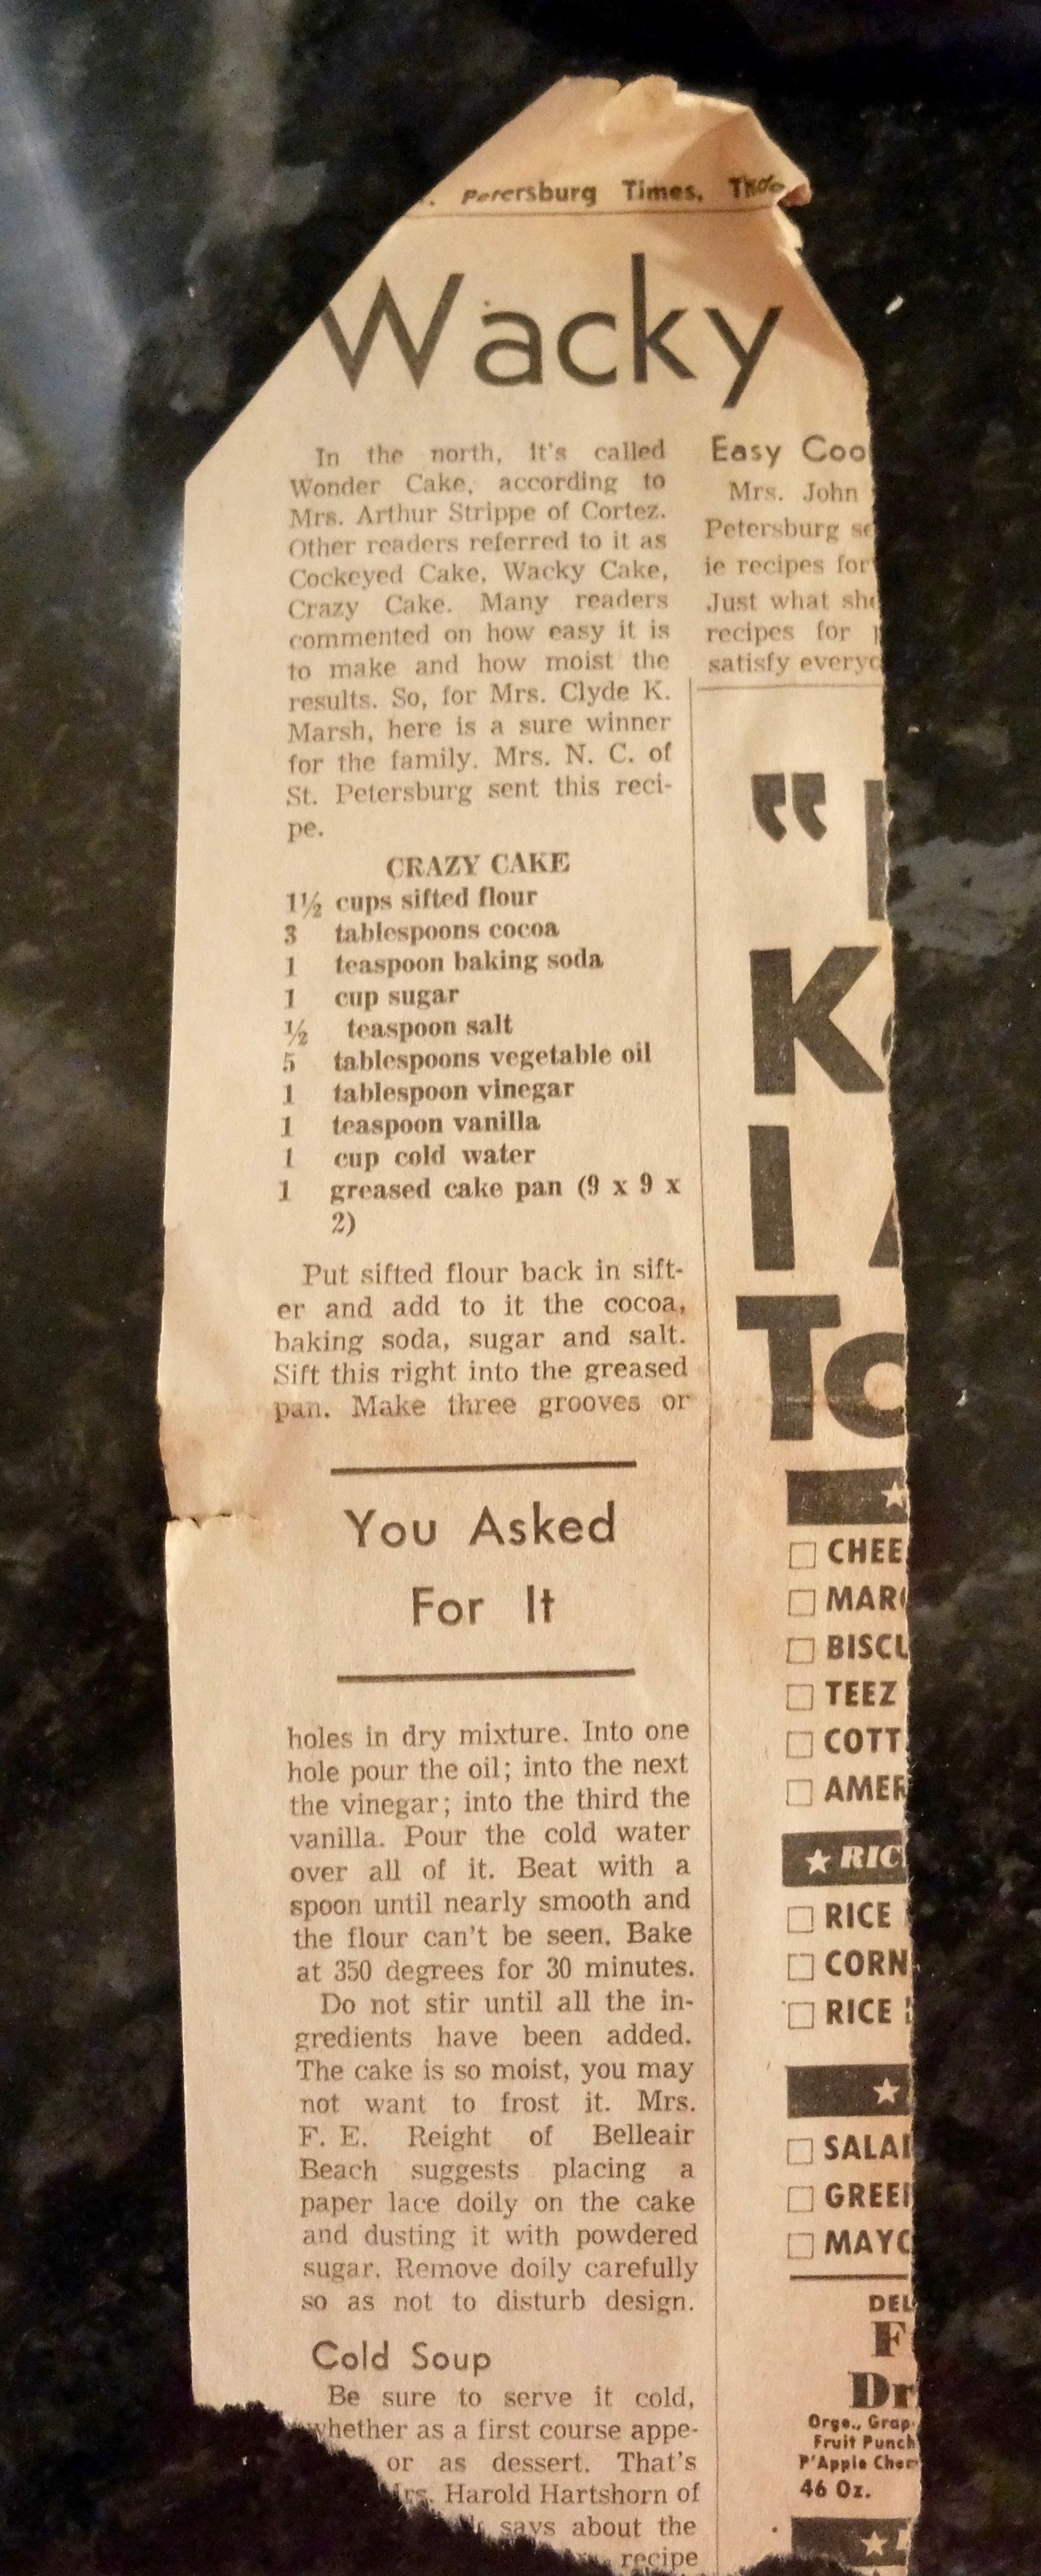 Petersburg Times,
Wacky
In the north, it's called
Wonder Cake, according to
Mrs. Arthur Strippe of Cortez.
Other readers referred to it as
Cockeyed Cake, Wacky Cake,
Crazy Cake. Many readers
commented on how easy it is
to make and how moist the
results. So, for Mrs. Clyde K.
Marsh, here is a sure winner
for the family. Mrs. N. C. of
St. Petersburg sent this reci-
pe.
CRAZY CAKE
1½ cups sifted flour
3 tablespoons cocoa
1 teaspoon baking soda
1 cup sugar
½ teaspoon salt
5 tablespoons vegetable oil
1 tablespoon vinegar
1 teaspoon vanilla
1 cup cold water
1 greased cake pan (9 x 9 x
2)
Put sifted flour back in sift-
er and add to it the cocoa,
baking soda, sugar and salt.
Sift this right into the greased
pan. Make three grooves or
You Asked
For It
holes in dry mixture. Into one
hole pour the oil; into the next
the vinegar; into the third the
vanilla. Pour the cold water
over all of it. Beat with a
spoon until nearly smooth and
the flour can't be seen. Bake
at 350 degrees for 30 minutes.
Do not stir until all the in-
gredients have been added.
The cake is so moist, you may
not want to frost it. Mrs.
F. E. Reight of Belleair
Beach suggests placing a
paper lace doily on the cake
and dusting it with powdered
sugar. Remove doily carefully
so as not to disturb design.
Cold Soup
Be sure to serve it cold,
whether as a first course appe-
or as dessert. That's
Mrs. Harold Hartshorn of
says about the
recipe
Easy Coo
Mrs. John
Petersburg se
ie recipes for
Just what she
recipes for
satisfy everyo
"
K
I
To
CHEE
MAR
BISCU
TEEZ
COTT
AMER
★ RIC
RICE
CORN
RICE
SALAD
GREEN
MAYO
DEL
F
Dr
Orge., Grap
Fruit Punch
P'Apple Cher
46 Oz.